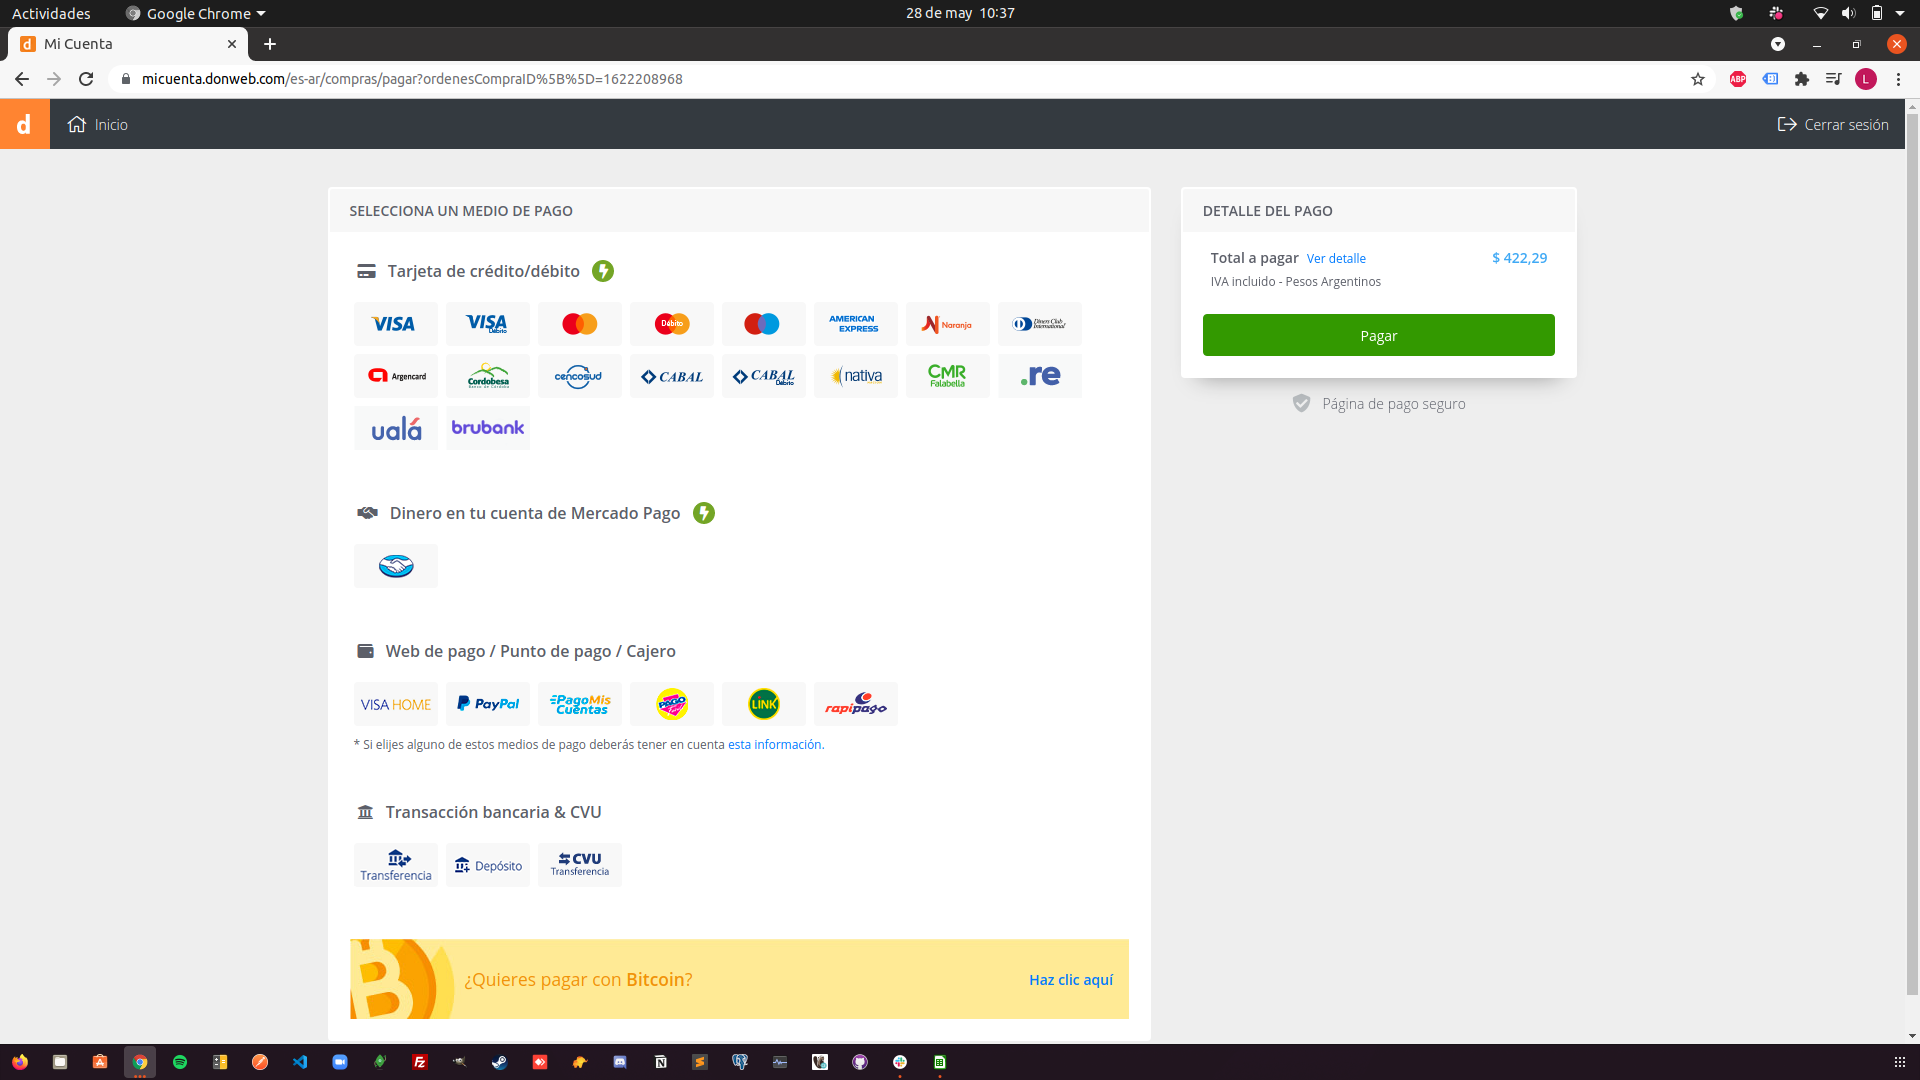 Actividades
Google Chrome
28 de may 10:37
Mi Cuenta
micuenta.donweb.com/es-ar/compras/pagar?ordenesCompraID%5B%5D=1622208968
ABP
L
d
Inicio
Cerrar sesión
SELECCIONA UN MEDIO DE PAGO
Tarjeta de crédito/débito
VISA
VISA Débito
Débito
AMERICAN EXPRESS
Naranja
Diners Club International
Argencard
Cordobesa
Banco de Córdoba
cencosud
CABAL
CABAL Débito
nativa
CMR Falabella
.re
ualá
brubank
Dinero en tu cuenta de Mercado Pago
Web de pago / Punto de pago / Cajero
VISA HOME
PayPal
PagoMisCuentas
PAGO fácil
LINK
rapipago
* Si elijes alguno de estos medios de pago deberás tener en cuenta esta información.
Transacción bancaria & CVU
Transferencia
Depósito
CVU
Transferencia
¿Quieres pagar con Bitcoin?
Haz clic aquí
DETALLE DEL PAGO
Total a pagar Ver detalle $ 422,29
IVA incluido - Pesos Argentinos
Pagar
Página de pago seguro